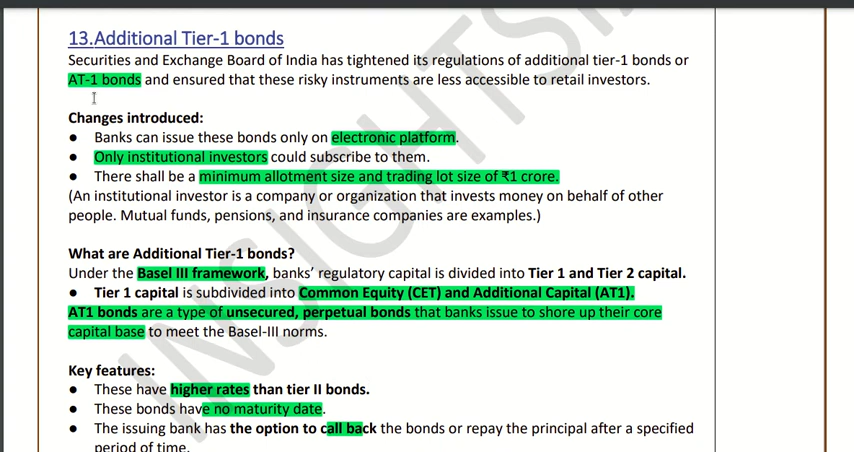 13.Additional Tier-1 bonds
Securities and Exchange Board of India has tightened its regulations of additional tier-1 bonds or
AT-1 bonds and ensured that these risky instruments are less accessible to retail investors.
Changes introduced:
● Banks can issue these bonds only on electronic platform.
● Only institutional investors could subscribe to them.
● There shall be a minimum allotment size and trading lot size of ₹1 crore.
(An institutional investor is a company or organization that invests money on behalf of other
people. Mutual funds, pensions, and insurance companies are examples.)
What are Additional Tier-1 bonds?
Under the Basel III framework, banks' regulatory capital is divided into Tier 1 and Tier 2 capital.
● Tier 1 capital is subdivided into Common Equity (CET) and Additional Capital (AT1).
AT1 bonds are a type of unsecured, perpetual bonds that banks issue to shore up their core
capital base to meet the Basel-III norms.
Key features:
● These have higher rates than tier II bonds.
● These bonds have no maturity date.
● The issuing bank has the option to call back the bonds or repay the principal after a specified
period of time.
INSIGHTSI